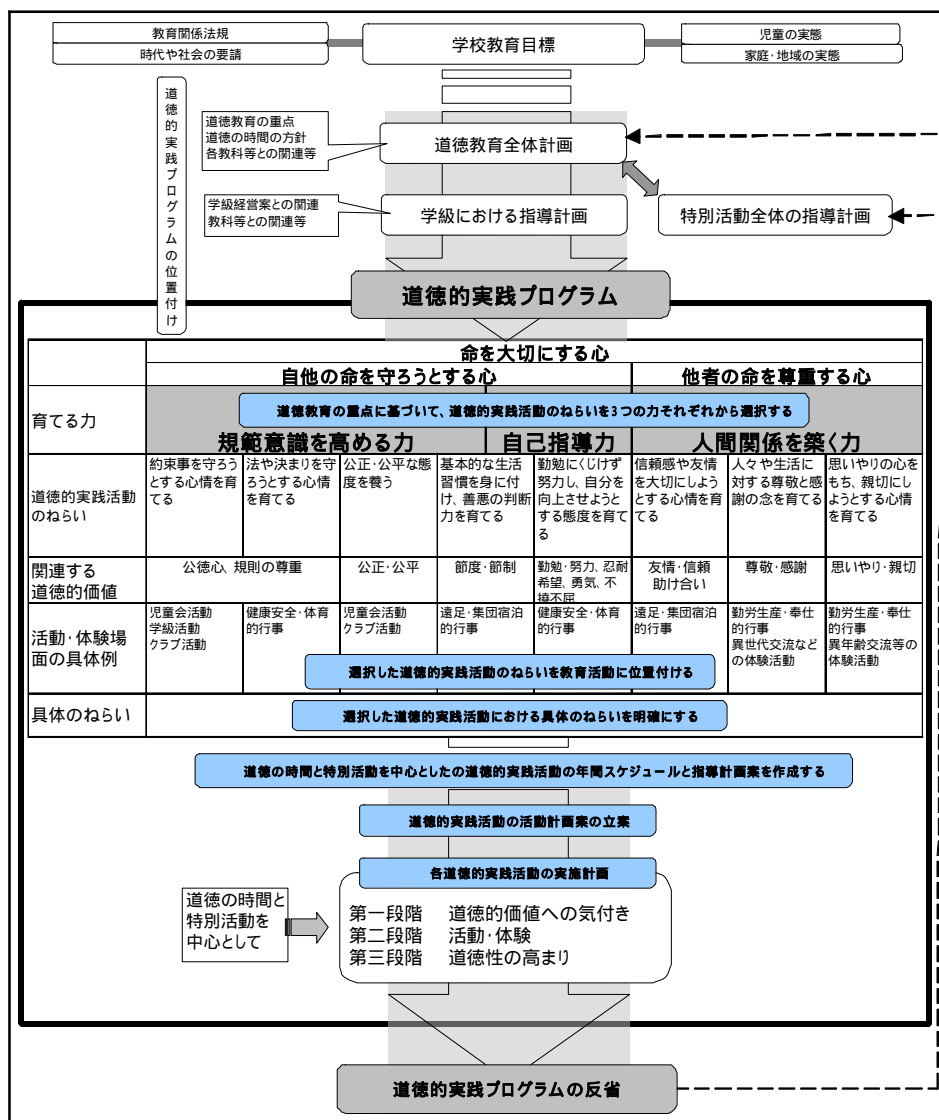 教育関係法規
時代や社会の要請
学校教育目標
児童の実態
家庭・地域の実態
道徳的実践プログラムの位置付け
道徳教育の重点
道徳の時間の方針
各教科等との関連等
道徳教育全体計画
学級経営案との関連
教科等との関連等
学級における指導計画
特別活動全体の指導計画
道徳的実践プログラム
命を大切にする心
自他の命を守ろうとする心
他者の命を尊重する心
育てる力
道徳教育の重点に基づいて、道徳的実践活動のねらいを3つの力それぞれから選択する
規範意識を高める力
自己指導力
人間関係を築く力
道徳的実践活動
のねらい
約束事を守ろう
とする心情を育
てる
法や決まりを守
ろうとする心情
を育てる
公正・公平な態
度を養う
基本的な生活
習慣を身に付
け、善悪の判断
力を育てる
勤勉にくじけず
努力し、自分を
向上させようと
する態度を育て
る
信頼感や友情
を大切にしよう
とする心情を育
てる
人々や生活に
対する尊敬と感
謝の念を育てる
思いやりの心を
もち、親切にし
ようとする心情
を育てる
関連する
道徳的価値
公徳心、規則の尊重
公正・公平
節度・節制
勤勉・努力、忍耐
希望、勇気、不
撓不屈
友情・信頼
助け合い
尊敬・感謝
思いやり・親切
活動・体験場
面の具体例
児童会活動
学級活動
クラブ活動
健康安全・体育
的行事
児童会活動
クラブ活動
遠足・集団宿泊
的行事
健康安全・体育
的行事
遠足・集団宿泊
的行事
勤労生産・奉仕
的行事
異世代交流など
の体験活動
勤労生産・奉仕
的行事
異年齢交流等の
体験活動
選択した道徳的実践活動のねらいを教育活動に位置付ける
具体のねらい
選択した道徳的実践活動における具体のねらいを明確にする
道徳の時間と特別活動を中心としたの道徳的実践活動の年間スケジュールと指導計画案を作成する
道徳的実践活動の活動計画案の立案
各道徳的実践活動の実施計画
道徳の時間と
特別活動を
中心として
第一段階 道徳的価値への気付き
第二段階 活動・体験
第三段階 道徳性の高まり
道徳的実践プログラムの反省